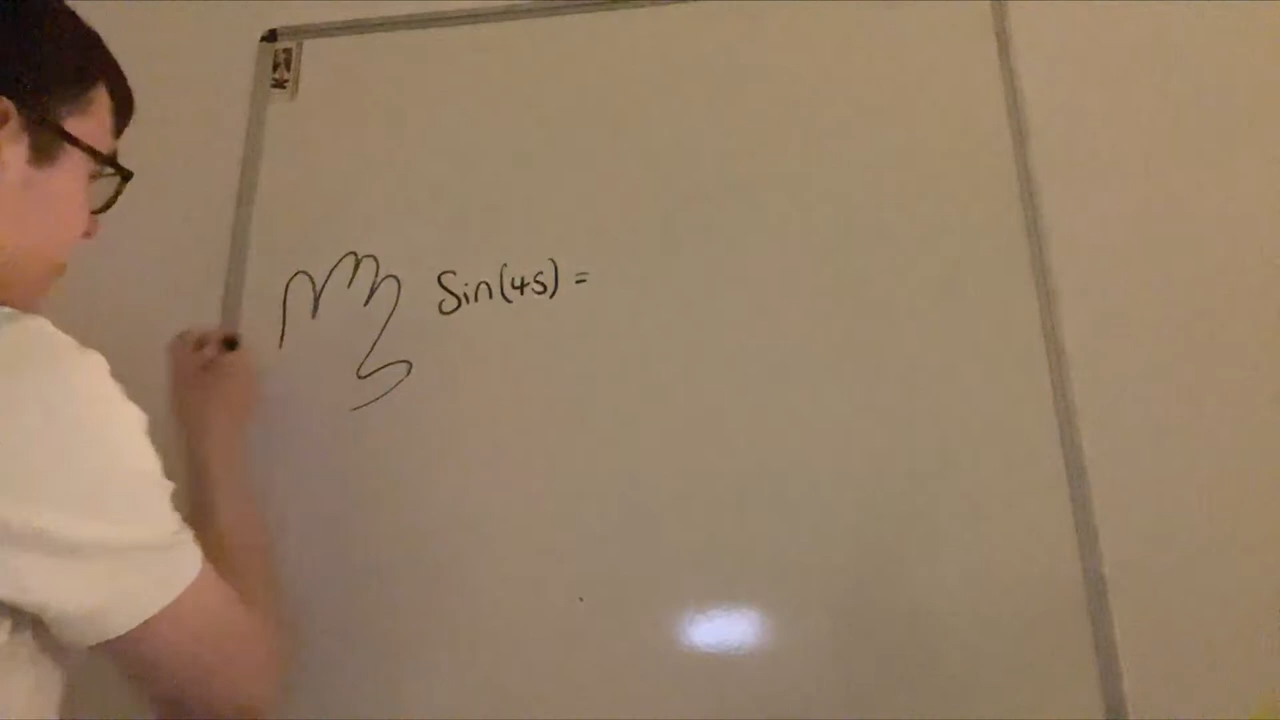 Sin(45) =